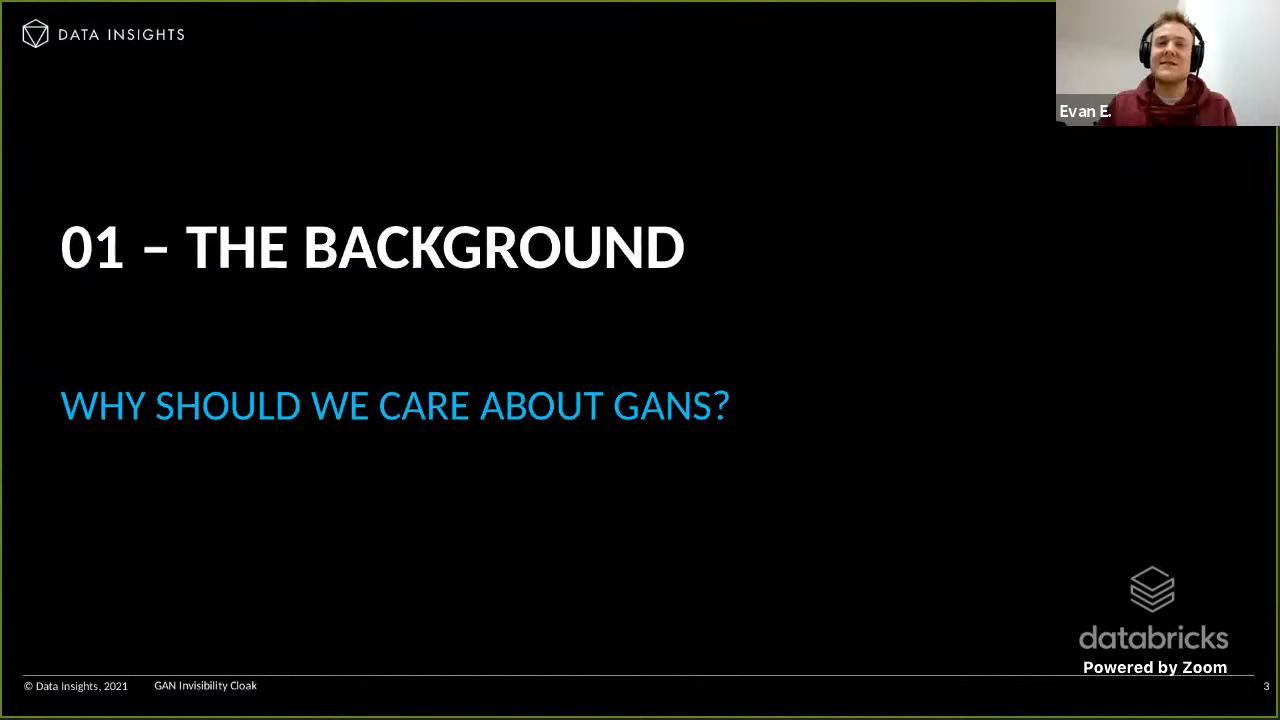 DATA INSIGHTS
Evan E.
01 – THE BACKGROUND
WHY SHOULD WE CARE ABOUT GANS?
databricks
Powered by Zoom
© Data Insights, 2021 GAN Invisibility Cloak 3